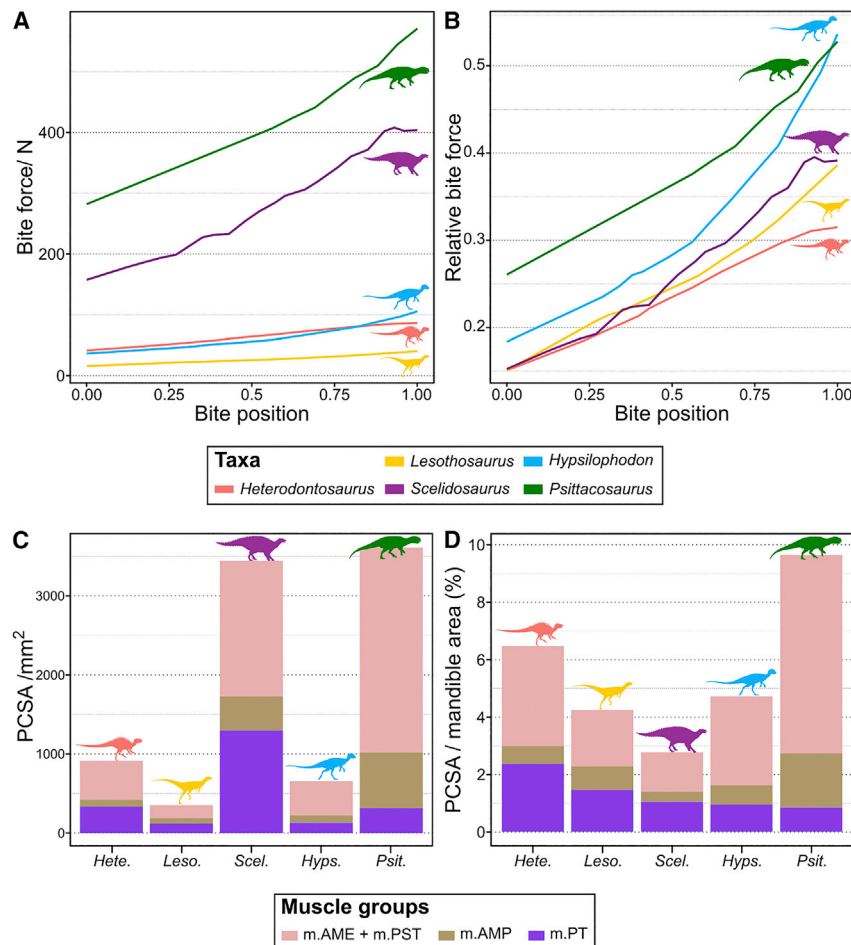 A
B
Bite force/ N
400
200
0
0.00 0.25 0.50 0.75 1.00
Bite position
Relative bite force
0.5
0.4
0.3
0.2
0.00 0.25 0.50 0.75 1.00
Bite position
Taxa
Lesothosaurus
Hypsilophodon
Heterodontosaurus
Scelidosaurus
Psittacosaurus
C
D
PCSA /mm²
3000
2000
1000
0
Hete. Leso. Scel. Hyps. Psit.
PCSA / mandible area (%)
10
8
6
4
2
0
Hete. Leso. Scel. Hyps. Psit.
Muscle groups
m.AME + m.PST
m.AMP
m.PT